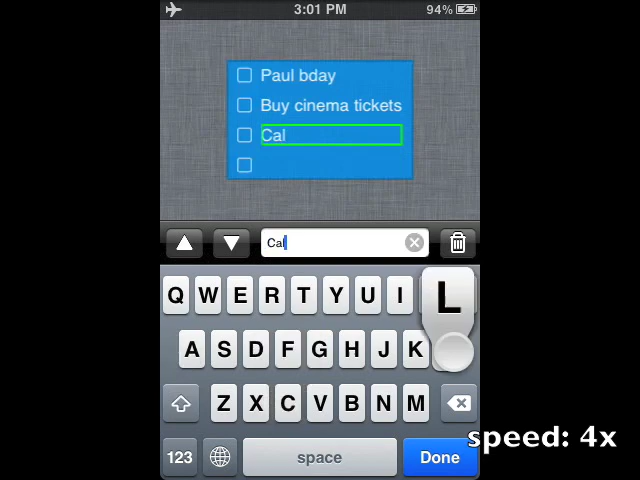 3:01 PM 94%
Paul bday
Buy cinema tickets
Cal
Cal
Q W E R T Y U I
L
A S D F G H J K
Z X C V B N M
123 space Done
speed: 4x